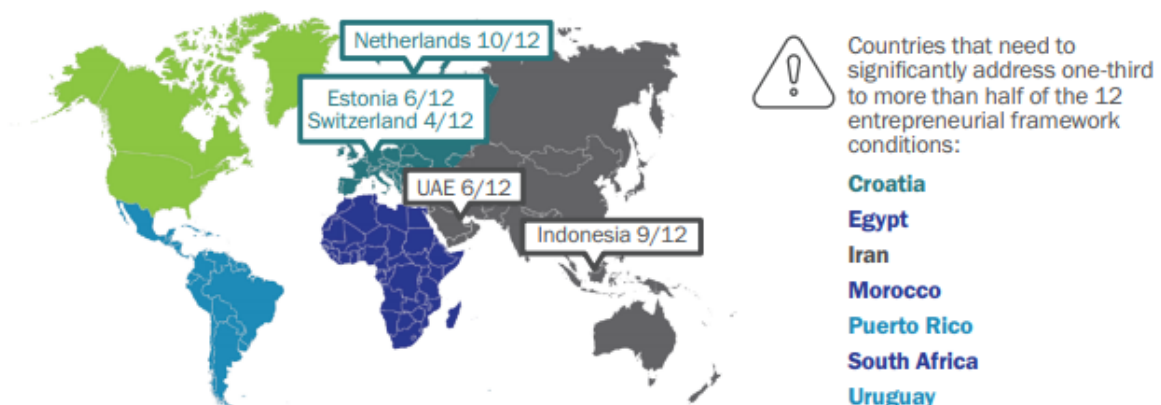 Netherlands 10/12
Estonia 6/12
Switzerland 4/12
UAE 6/12
Indonesia 9/12
Countries that need to
significantly address one-third
to more than half of the 12
entrepreneurial framework
conditions:
Croatia
Egypt
Iran
Morocco
Puerto Rico
South Africa
Uruguay